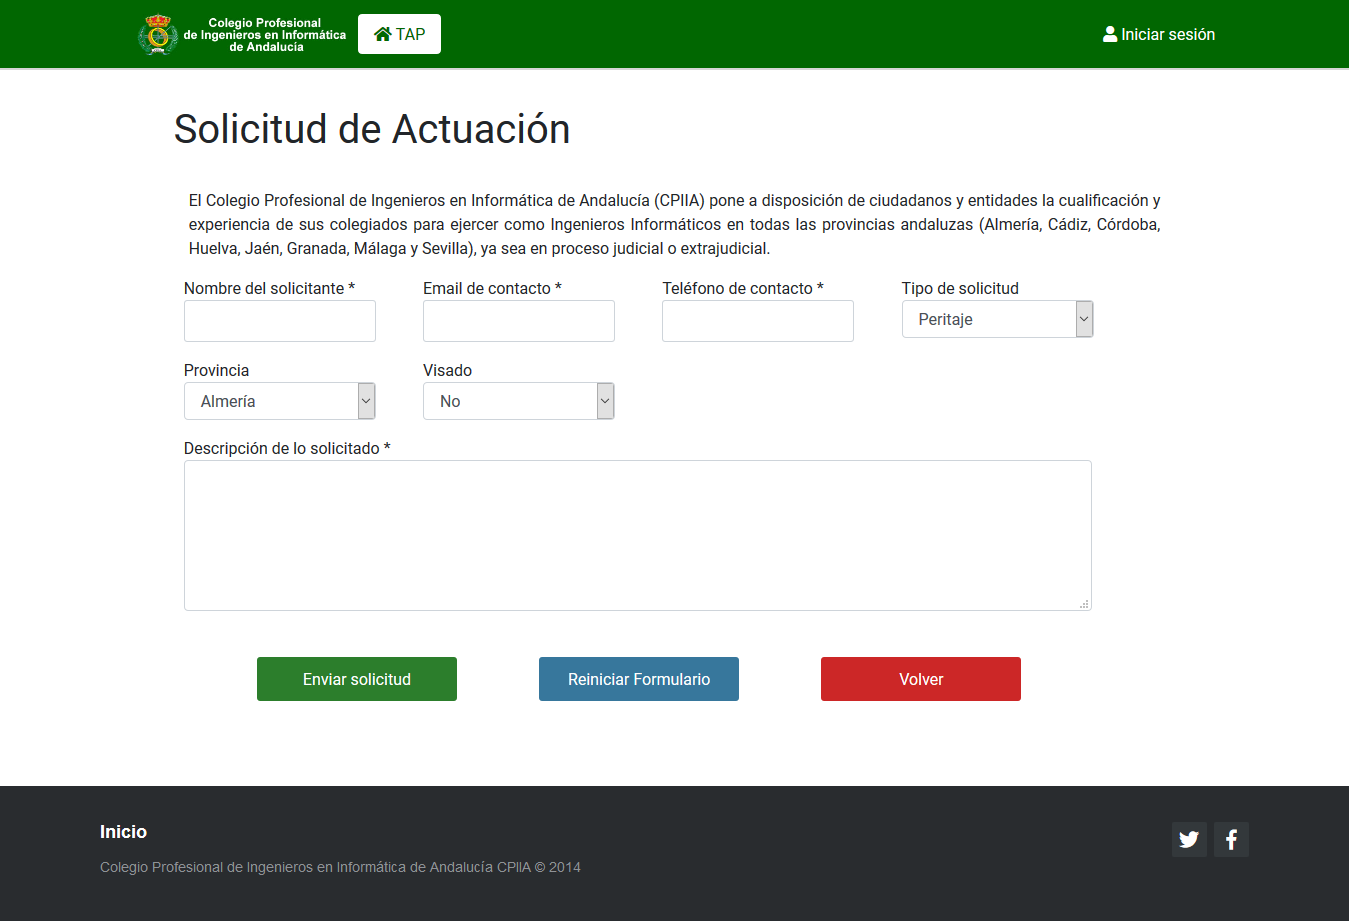 Colegio Profesional
de Ingenieros en Informática
de Andalucía
TAP
Iniciar sesión
Solicitud de Actuación
El Colegio Profesional de Ingenieros en Informática de Andalucía (CPIIA) pone a disposición de ciudadanos y entidades la cualificación y
experiencia de sus colegiados para ejercer como Ingenieros Informáticos en todas las provincias andaluzas (Almería, Cádiz, Córdoba,
Huelva, Jaén, Granada, Málaga y Sevilla), ya sea en proceso judicial o extrajudicial.
Nombre del solicitante *
Email de contacto *
Teléfono de contacto *
Tipo de solicitud
Peritaje
Provincia
Visado
Almería
No
Descripción de lo solicitado *
Enviar solicitud
Reiniciar Formulario
Volver
Inicio
Colegio Profesional de Ingenieros en Informática de Andalucía CPIIA © 2014